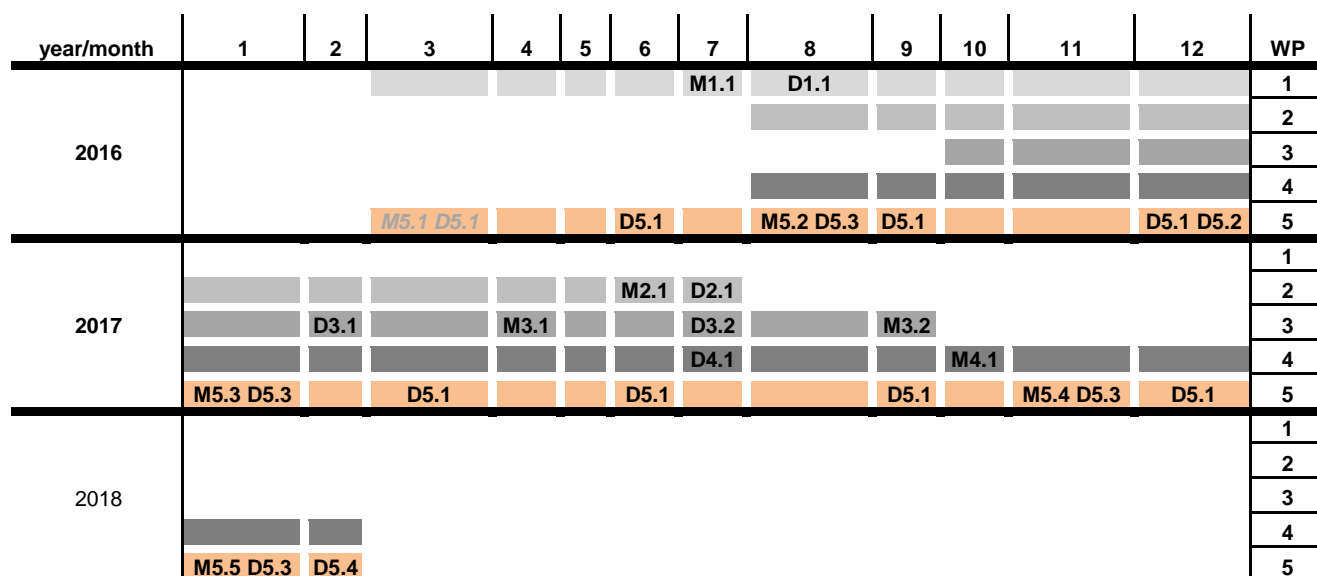 year/month 1 2 3 4 5 6 7 8 9 10 11 12 WP
M1.1 D1.1 1
2
2016 3
4
M5.1 D5.1 D5.1 M5.2 D5.3 D5.1 D5.1 D5.2 5
1
M2.1 D2.1 2
2017 D3.1 M3.1 D3.2 M3.2 3
D4.1 M4.1 4
M5.3 D5.3 D5.1 D5.1 D5.1 M5.4 D5.3 D5.1 5
1
2
2018 3
4
M5.5 D5.3 D5.4 5